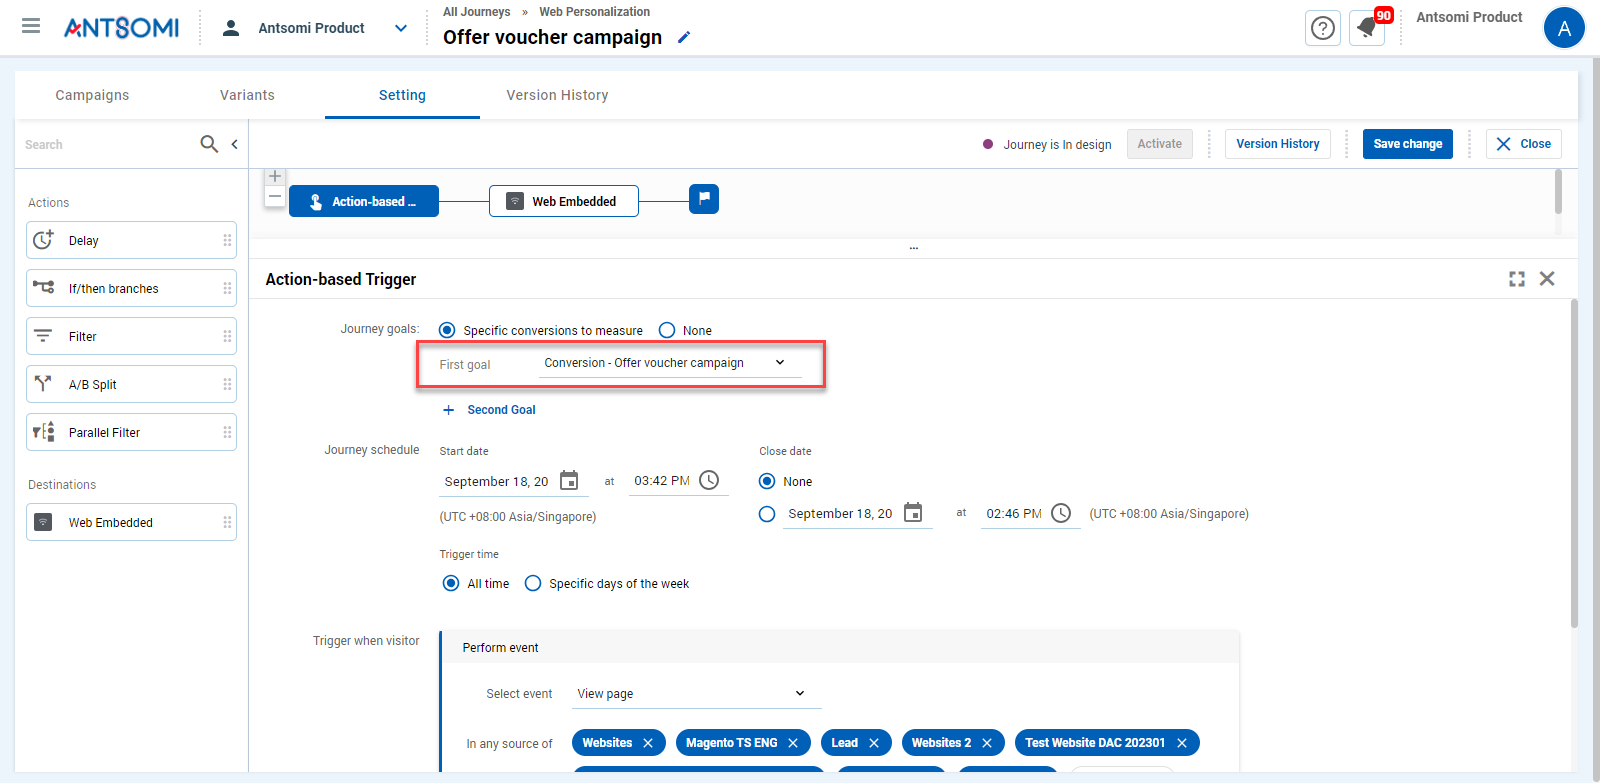 ANTSOMI
Antsomi Product
All Journeys » Web Personalization
Offer voucher campaign
90
Antsomi Product
A
Campaigns
Variants
Setting
Version History
Search
Journey is In design
Activate
Version History
Save change
Close
Actions
Delay
If/then branches
Filter
A/B Split
Parallel Filter
Destinations
Web Embedded
Action-based ...
Web Embedded
...
Action-based Trigger
Journey goals:
Specific conversions to measure
None
First goal
Conversion - Offer voucher campaign
+ Second Goal
Journey schedule
Start date
Close date
September 18, 20
at
03:42 PM
None
(UTC +08:00 Asia/Singapore)
September 18, 20
at
02:46 PM
(UTC +08:00 Asia/Singapore)
Trigger time
All time
Specific days of the week
Trigger when visitor
Perform event
Select event
View page
In any source of
Websites
Magento TS ENG
Lead
Websites 2
Test Website DAC 202301